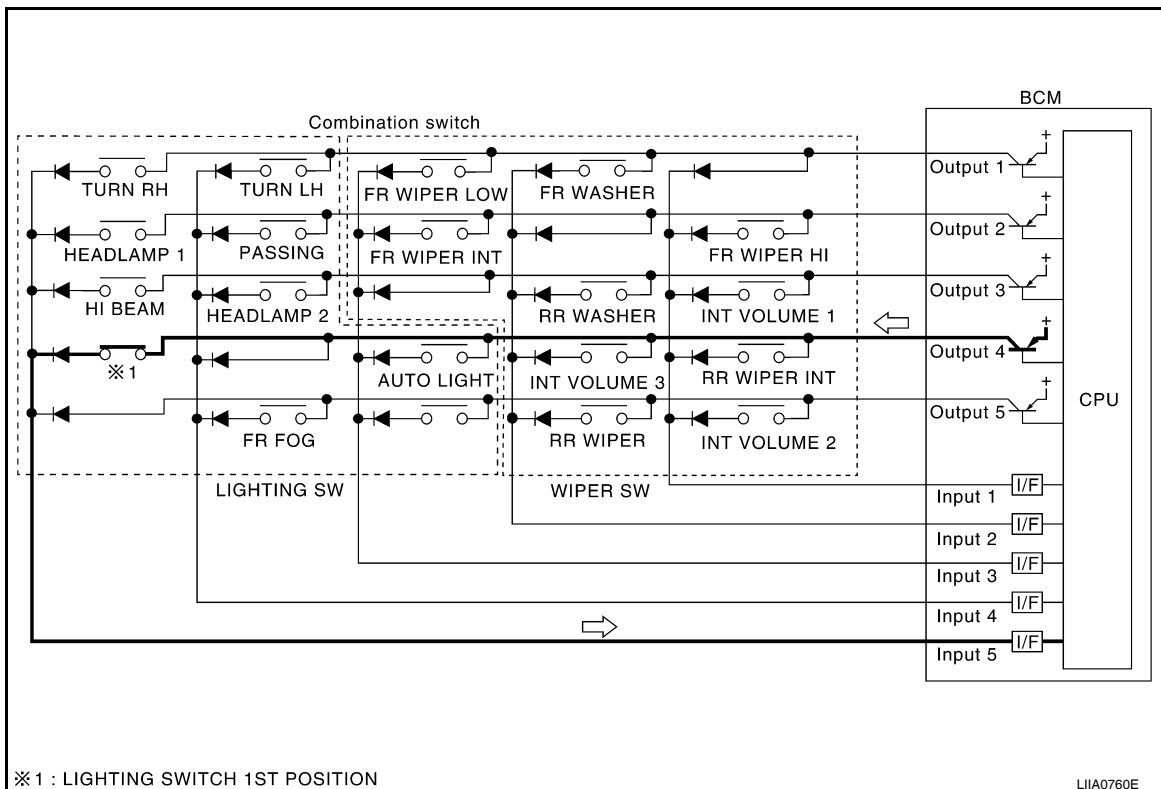 BCM
Combination switch
+
Output 1
TURN RH
TURN LH
FR WIPER LOW
FR WASHER
+
Output 2
HEADLAMP 1
PASSING
FR WIPER INT
FR WIPER HI
+
Output 3
HI BEAM
HEADLAMP 2
RR WASHER
INT VOLUME 1
+
Output 4
※1
AUTO LIGHT
INT VOLUME 3
RR WIPER INT
+
Output 5
CPU
FR FOG
RR WIPER
INT VOLUME 2
LIGHTING SW
WIPER SW
Input 1
I/F
Input 2
I/F
Input 3
I/F
Input 4
I/F
Input 5
I/F
※1 : LIGHTING SWITCH 1ST POSITION
LIIA0760E